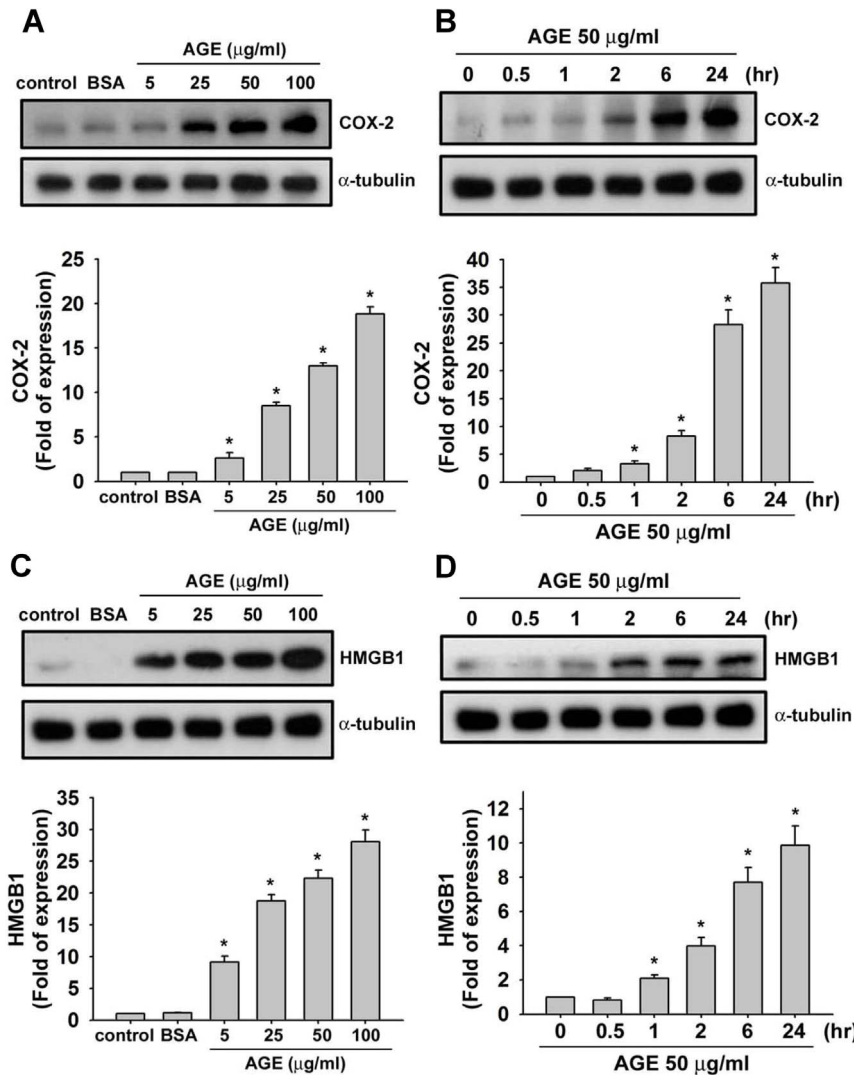 A
AGE (μg/ml)
control BSA 5 25 50 100
COX-2
α-tubulin
COX-2
(Fold of expression)
25
20
15
10
5
0
* * * *
control BSA 5 25 50 100
AGE (μg/ml)
B
AGE 50 μg/ml
0 0.5 1 2 6 24 (hr)
COX-2
α-tubulin
COX-2
(Fold of expression)
40
35
30
25
20
15
10
5
0
* * * *
0 0.5 1 2 6 24 (hr)
AGE 50 μg/ml
C
AGE (μg/ml)
control BSA 5 25 50 100
HMGB1
α-tubulin
HMGB1
(Fold of expression)
35
30
25
20
15
10
5
0
* * * *
control BSA 5 25 50 100
AGE (μg/ml)
D
AGE 50 μg/ml
0 0.5 1 2 6 24 (hr)
HMGB1
α-tubulin
HMGB1
(Fold of expression)
12
10
8
6
4
2
0
* * * *
0 0.5 1 2 6 24 (hr)
AGE 50 μg/ml